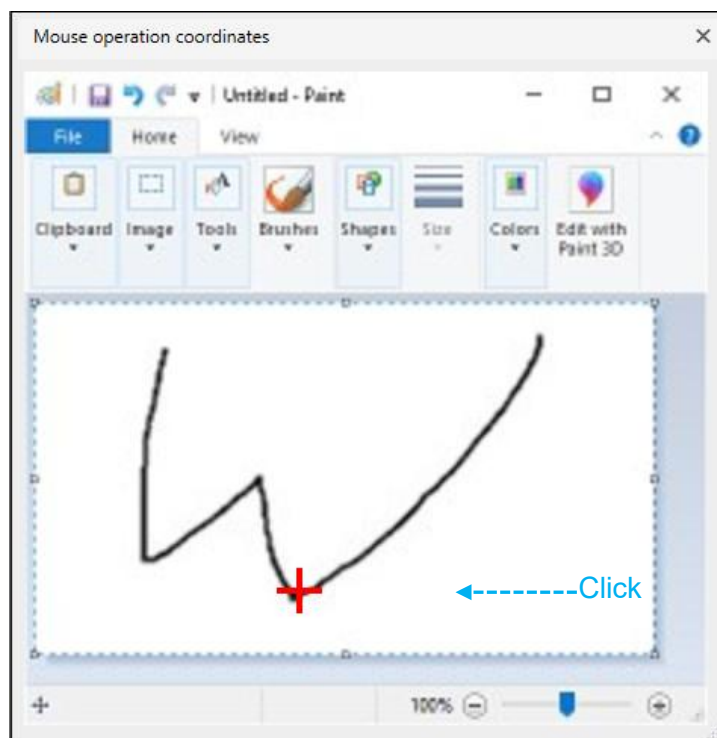 Mouse operation coordinates
Untitled - Paint
File Home View
Clipboard Image Tools Brushes Shapes Size Colors Edit with Paint 3D
W
Click
100%